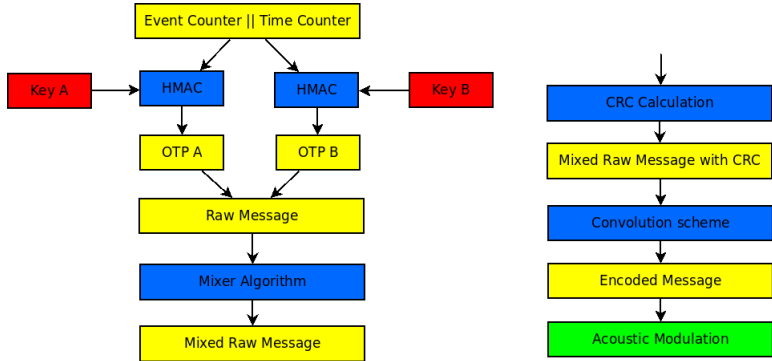 Event Counter || Time Counter
Key A
HMAC
HMAC
Key B
OTP A
OTP B
Raw Message
Mixer Algorithm
Mixed Raw Message
CRC Calculation
Mixed Raw Message with CRC
Convolution scheme
Encoded Message
Acoustic Modulation